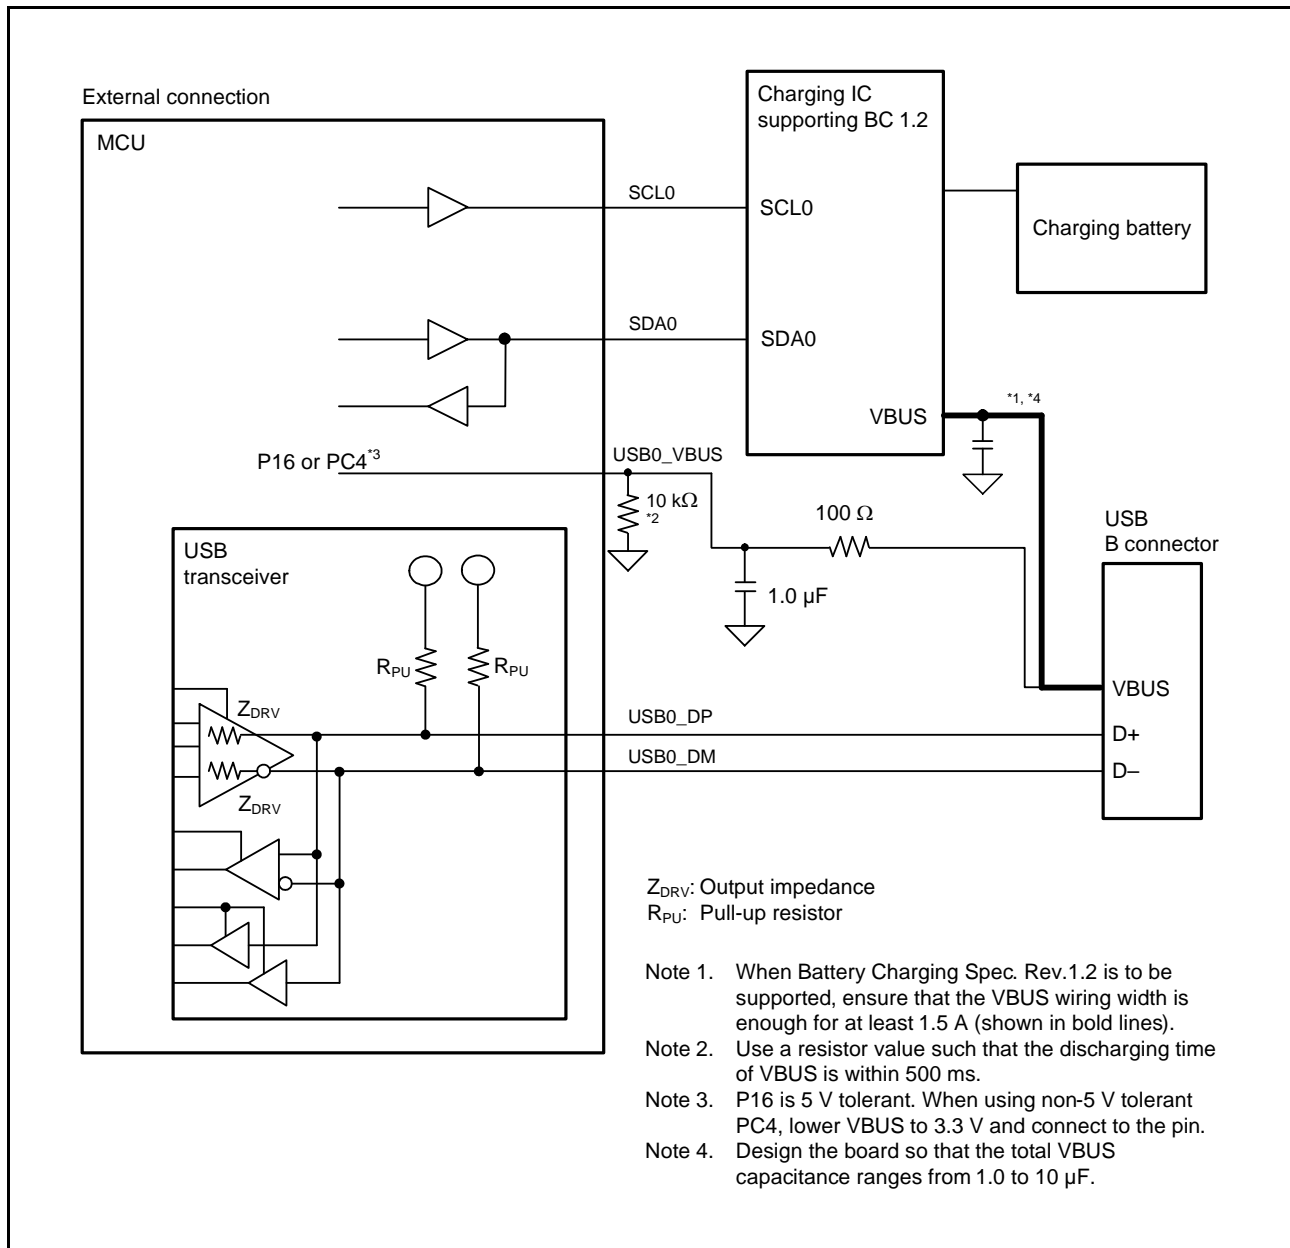 External connection
MCU
Charging IC
supporting BC 1.2
Charging battery
SCL0
SCL0
SDA0
SDA0
VBUS
*1, *4
P16 or PC4*3
USB0_VBUS
10 kΩ
*2
100 Ω
1.0 µF
USB
B connector
USB
transceiver
RPU
RPU
VBUS
ZDRV
USB0_DP
D+
USB0_DM
D–
ZDRV
ZDRV: Output impedance
RPU: Pull-up resistor
Note 1. When Battery Charging Spec. Rev.1.2 is to be
supported, ensure that the VBUS wiring width is
enough for at least 1.5 A (shown in bold lines).
Note 2. Use a resistor value such that the discharging time
of VBUS is within 500 ms.
Note 3. P16 is 5 V tolerant. When using non-5 V tolerant
PC4, lower VBUS to 3.3 V and connect to the pin.
Note 4. Design the board so that the total VBUS
capacitance ranges from 1.0 to 10 µF.